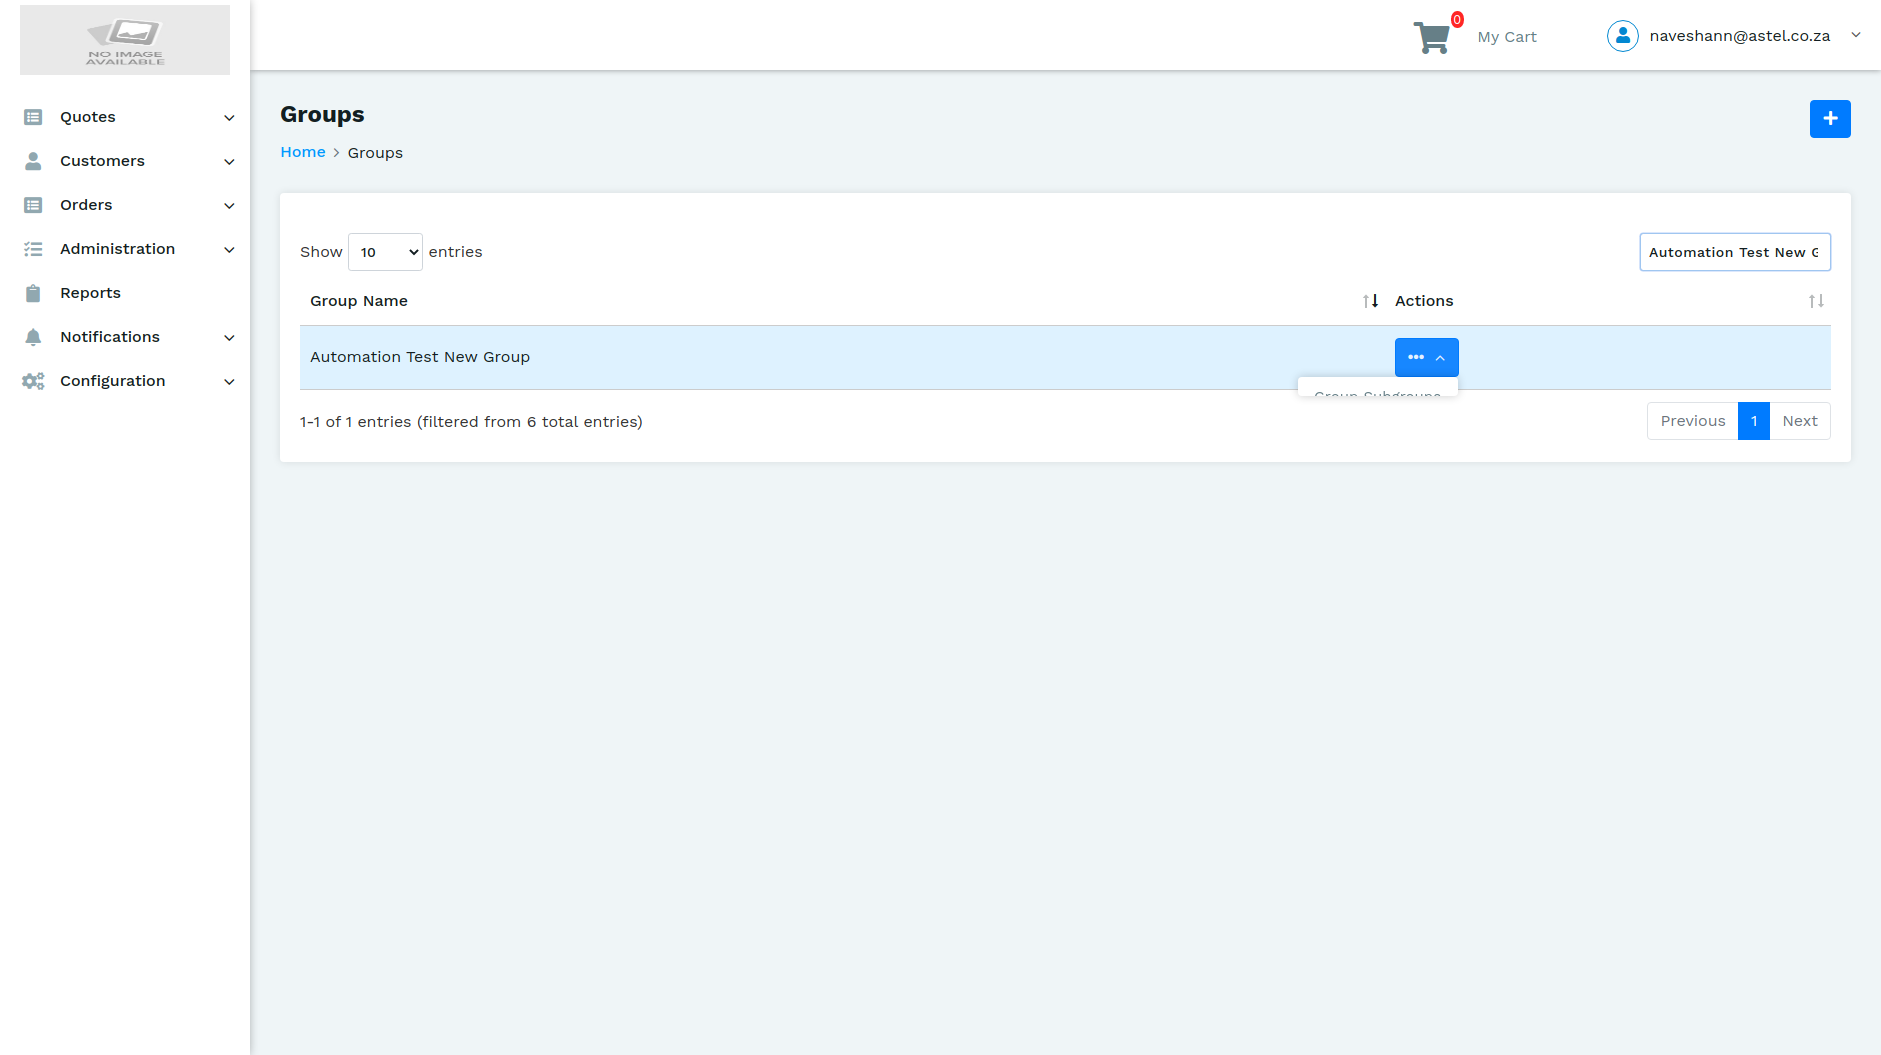 NO IMAGE
AVAILABLE
0
My Cart
naveshann@astel.co.za
Quotes
Customers
Orders
Administration
Reports
Notifications
Configuration
Groups
Home > Groups
Show 10 entries
Automation Test New G
Group Name
Actions
Automation Test New Group
Group Subgroups
1-1 of 1 entries (filtered from 6 total entries)
Previous 1 Next